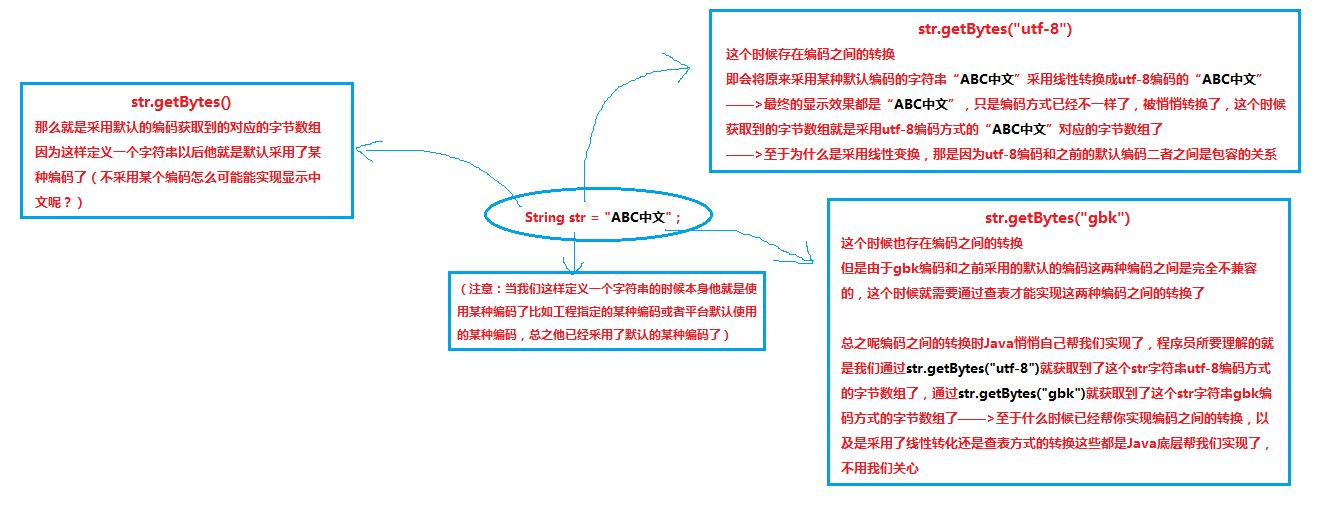 str.getBytes("utf-8")
这个时候存在编码之间的转换
即会将原来采用某种默认编码的字符串“ABC中文”采用线性转换成utf-8编码的“ABC中文”
——>最终的显示效果都是“ABC中文”，只是编码方式已经不一样了，被悄悄转换了，这个时候
获取到的字节数组就是采用utf-8编码方式的“ABC中文”对应的字节数组了
——>至于为什么是采用线性变换，那是因为utf-8编码和之前的默认编码二者之间是包容的关系
str.getBytes()
那么就是采用默认的编码获取到的对应的字节数组
因为这样定义一个字符串以后他就是默认采用了某
种编码了（不采用某个编码怎么可能能实现显示中
文呢？）
String str = "ABC中文" ;
str.getBytes("gbk")
这个时候也存在编码之间的转换
但是由于gbk编码和之前采用的默认的编码这两种编码之间是完全不兼容
的，这个时候就需要通过查表才能实现这两种编码之间的转换了
总之呢编码之间的转换时Java悄悄自己帮我们实现了，程序员所要理解的就
是我们通过str.getBytes("utf-8")就获取到了这个str字符串utf-8编码方式
的字节数组了，通过str.getBytes("gbk")就获取到了这个str字符串gbk编
码方式的字节数组了——>至于什么时候已经帮你实现编码之间的转换，以
及是采用了线性转化还是查表方式的转换这些都是Java底层帮我们实现了，
不用我们关心
（注意：当我们这样定义一个字符串的时候本身他就是使
用某种编码了比如工程指定的某种编码或者平台默认使用
的某种编码，总之他已经采用了默认的某种编码了）